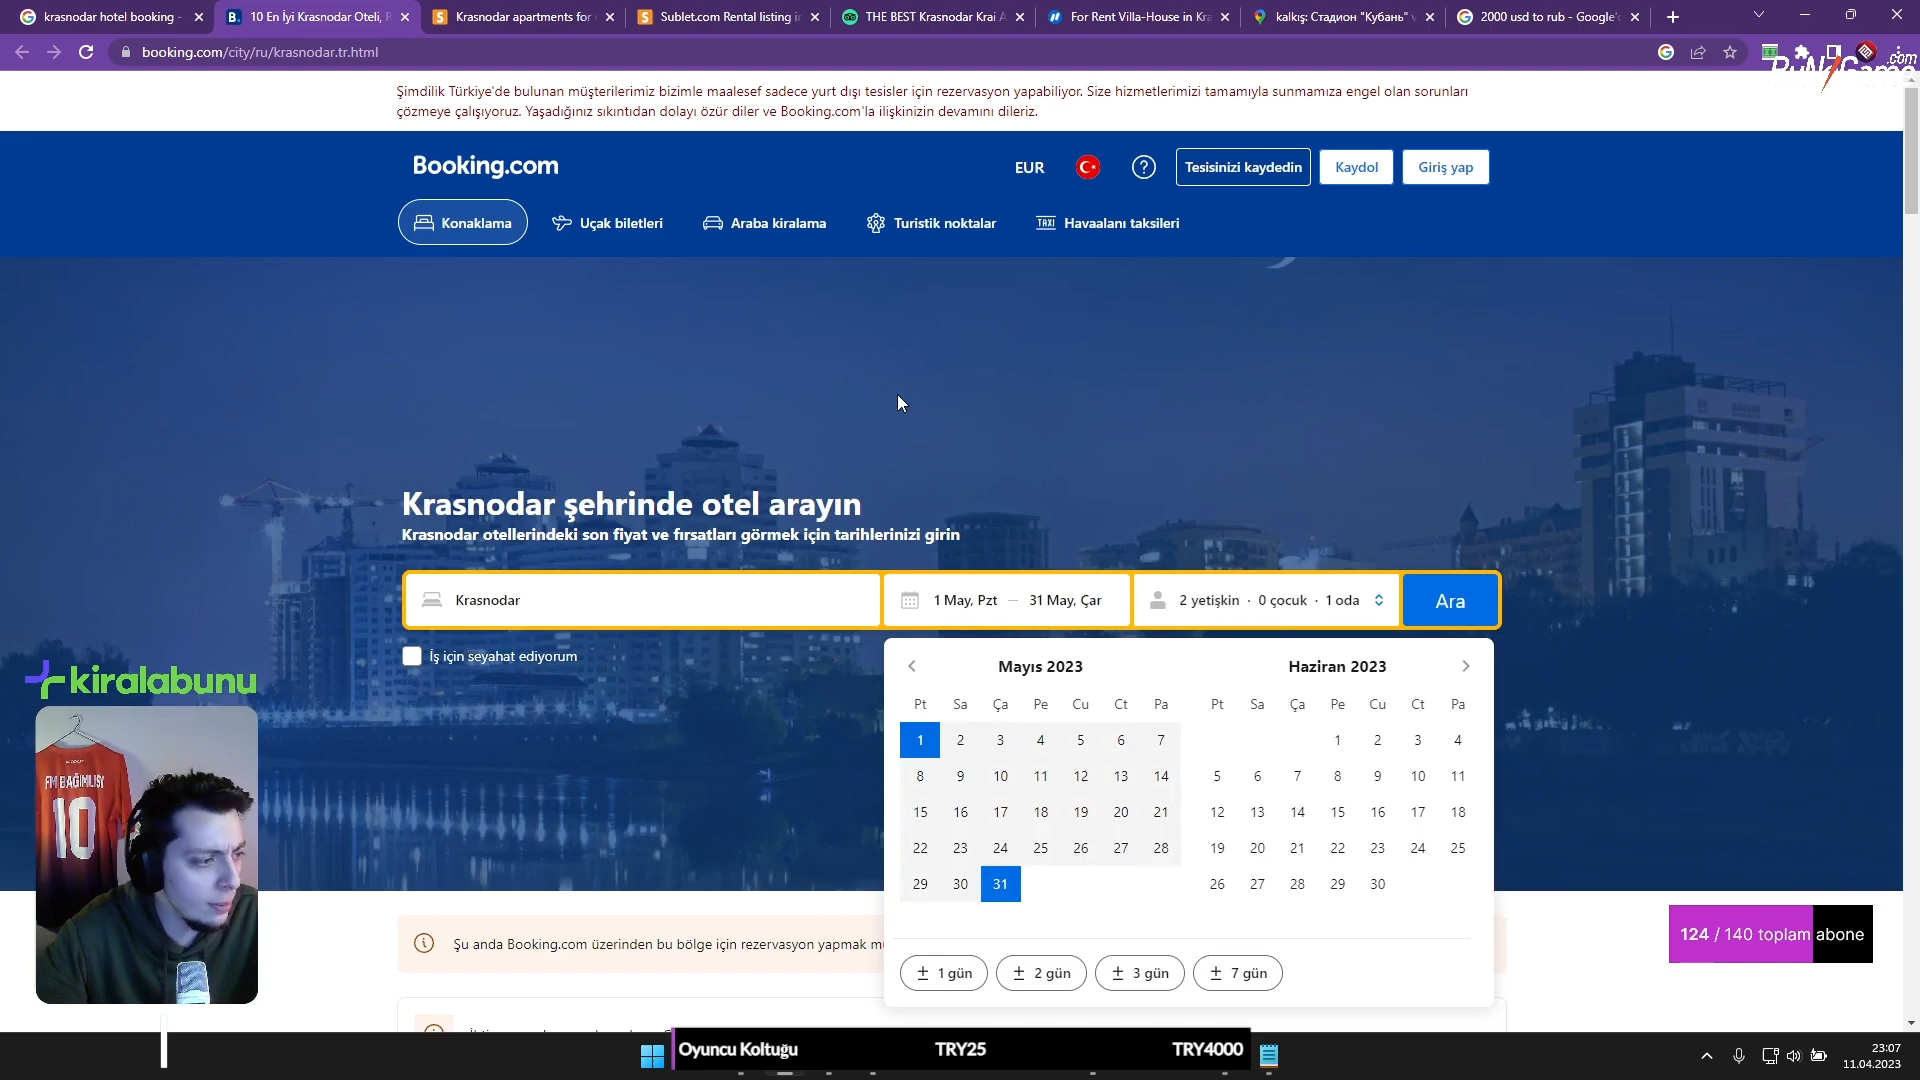 krasnodar hotel booking -
10 En İyi Krasnodar Oteli, R
Krasnodar apartments for
Sublet.com Rental listing in
THE BEST Krasnodar Krai A
For Rent Villa-House in Kra
kalkış: Стадион "Кубань"
2000 usd to rub - Google'
booking.com/city/ru/krasnodar.tr.html
.com
Şimdilik Türkiye'de bulunan müşterilerimiz bizimle maalesef sadece yurt dışı tesisler için rezervasyon yapabiliyor. Size hizmetlerimizi tamamıyla sunmamıza engel olan sorunları
çözmeye çalışıyoruz. Yaşadığınız sıkıntıdan dolayı özür diler ve Booking.com'la ilişkinizin devamını dileriz.
Booking.com
EUR
Tesisinizi kaydedin
Kaydol
Giriş yap
Konaklama
Uçak biletleri
Araba kiralama
Turistik noktalar
TAXI Havaalanı taksileri
Krasnodar şehrinde otel arayın
Krasnodar otellerindeki son fiyat ve fırsatları görmek için tarihlerinizi girin
Krasnodar
1 May, Pzt — 31 May, Çar
2 yetişkin · 0 çocuk · 1 oda
Ara
İş için seyahat ediyorum
Mayıs 2023
Haziran 2023
Pt Sa Ça Pe Cu Ct Pa
Pt Sa Ça Pe Cu Ct Pa
1 2 3 4 5 6 7
1 2 3 4
8 9 10 11 12 13 14
5 6 7 8 9 10 11
15 16 17 18 19 20 21
12 13 14 15 16 17 18
22 23 24 25 26 27 28
19 20 21 22 23 24 25
29 30 31
26 27 28 29 30
± 1 gün
± 2 gün
± 3 gün
± 7 gün
kiralabunu
FM BAĞIMLISI
10
Şu anda Booking.com üzerinden bu bölge için rezervasyon yapmak
124 / 140 toplam abone
Oyuncu Koltuğu
TRY25
TRY4000
23:07
11.04.2023